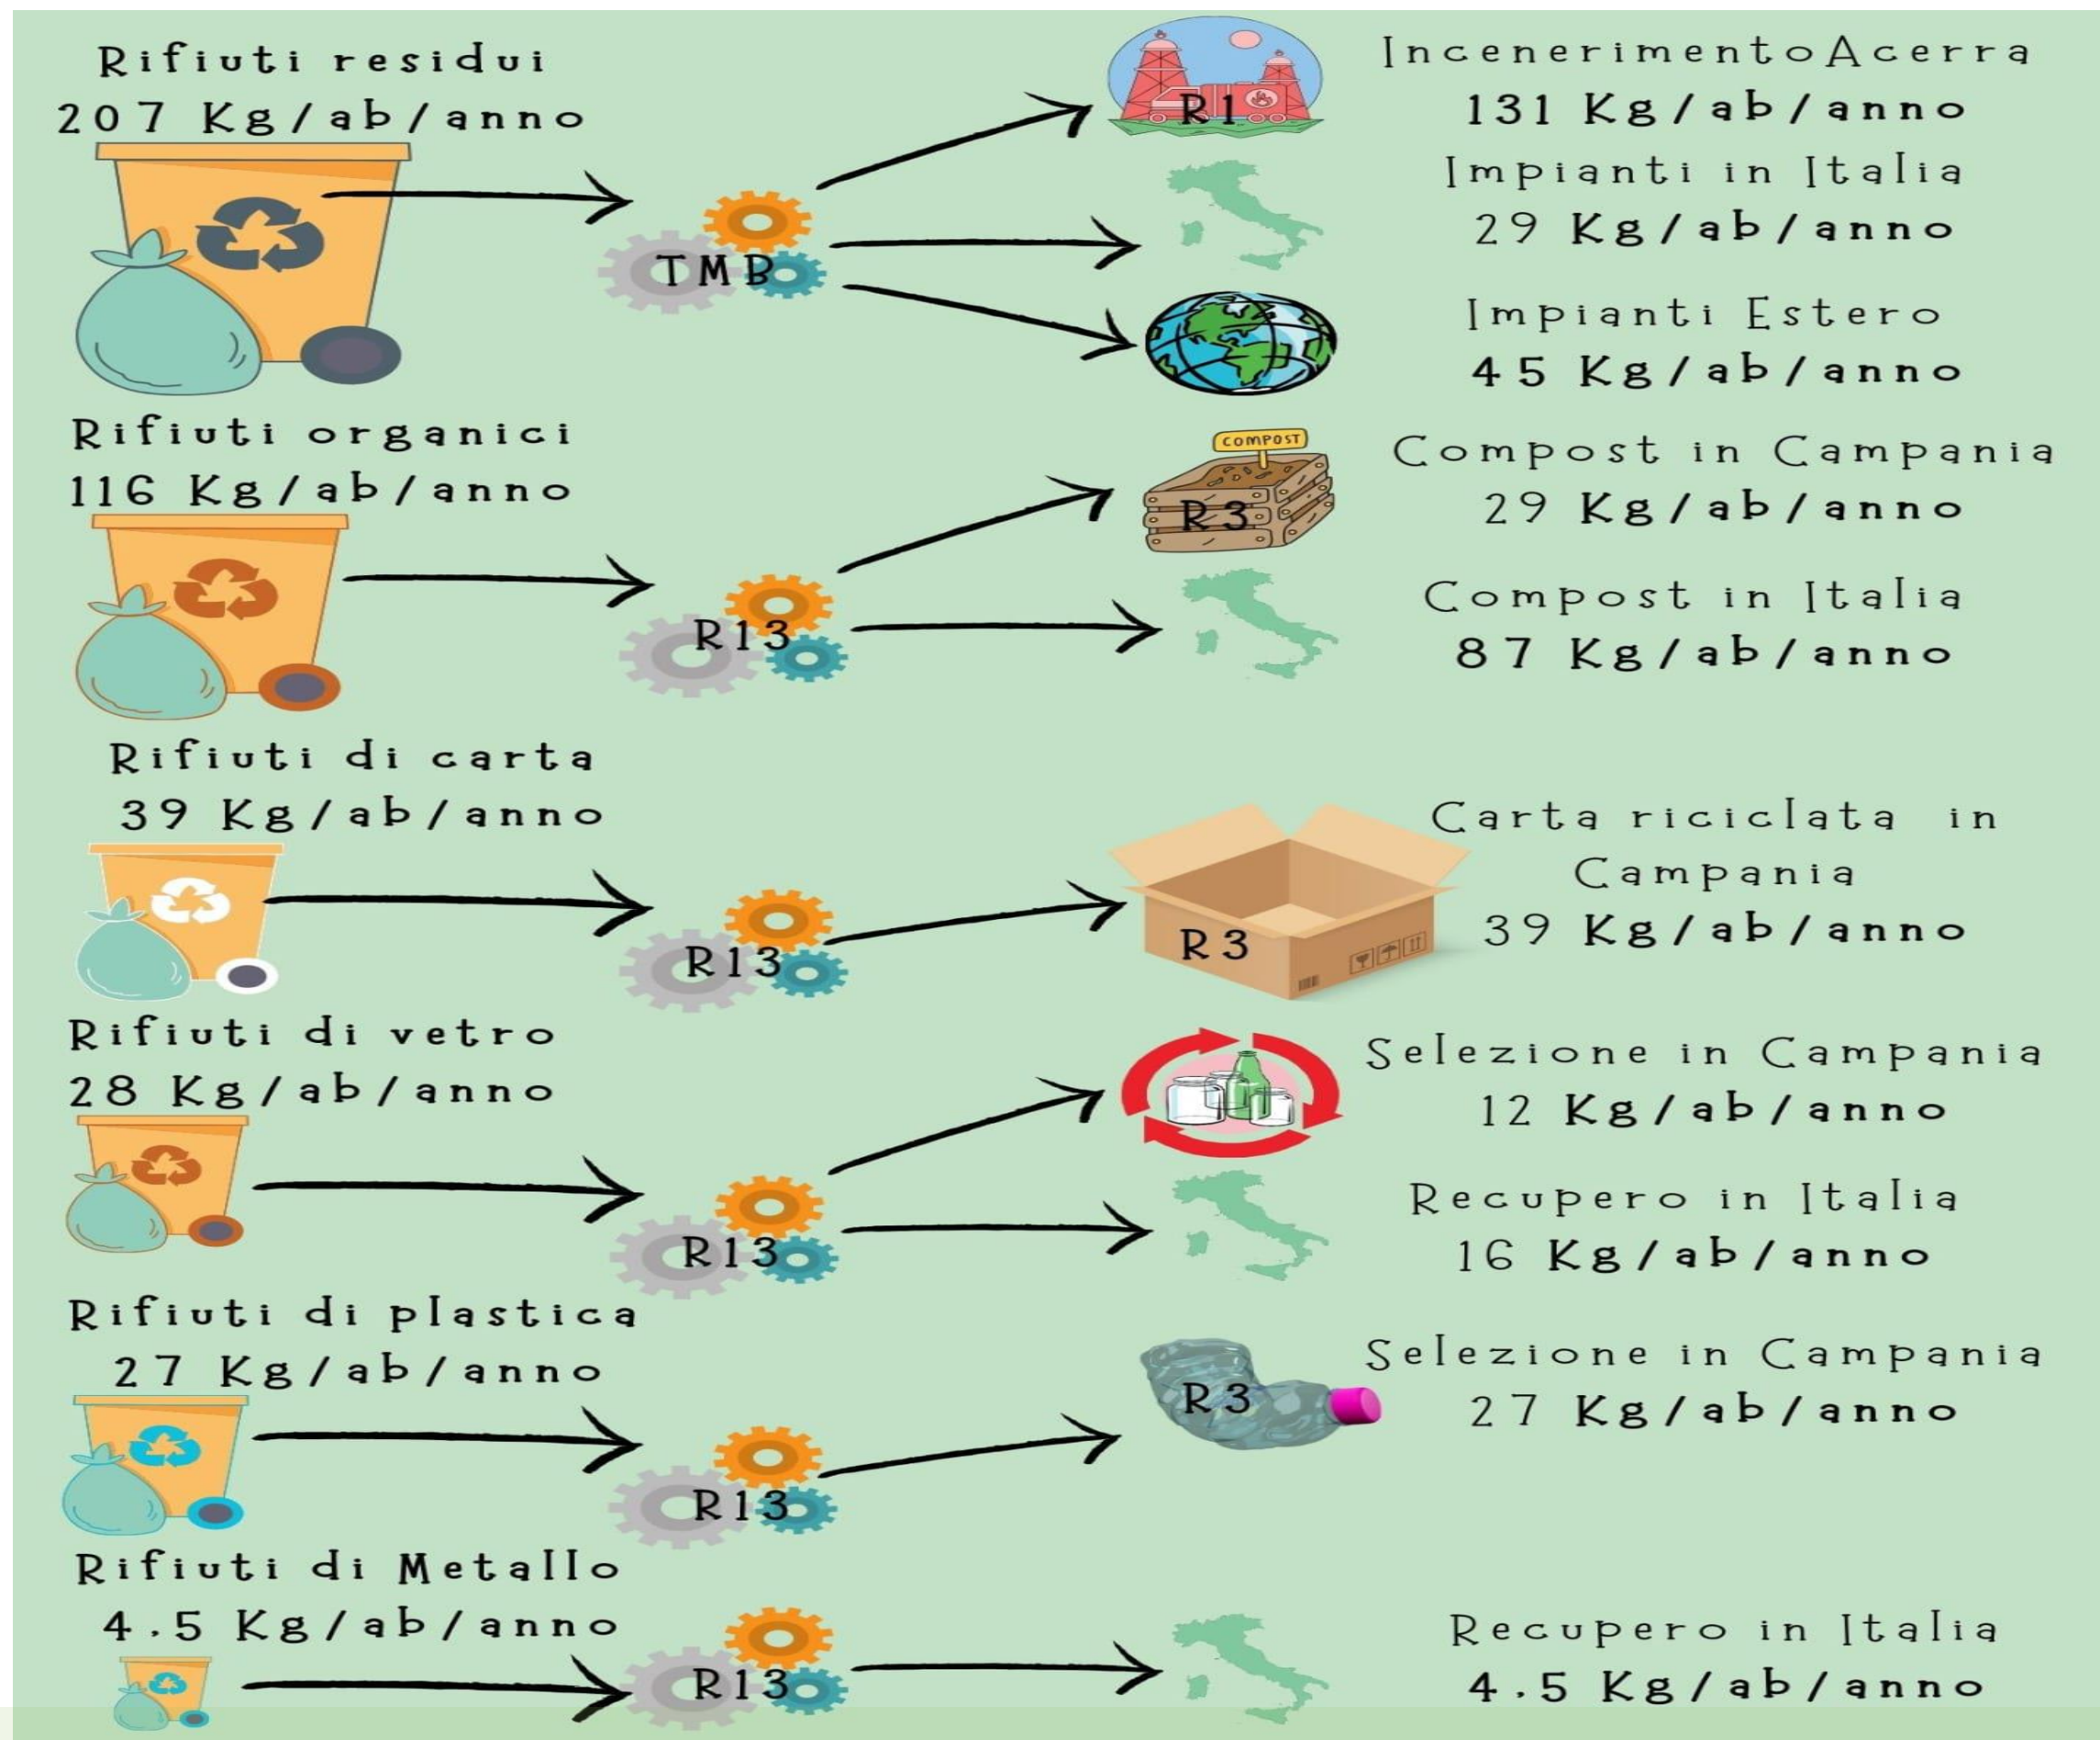 Rifiuti residui
207 Kg/ab/anno
TMB
R1
Incenerimento Acerra
131 Kg/ab/anno
Impianti in Italia
29 Kg/ab/anno
Impianti Estero
45 Kg/ab/anno
Rifiuti organici
116 Kg/ab/anno
R13
COMPOST
R3
Compost in Campania
29 Kg/ab/anno
Compost in Italia
87 Kg/ab/anno
Rifiuti di carta
39 Kg/ab/anno
R13
R3
Carta riciclata in
Campania
39 Kg/ab/anno
Rifiuti di vetro
28 Kg/ab/anno
R13
Selezione in Campania
12 Kg/ab/anno
Recupero in Italia
16 Kg/ab/anno
Rifiuti di plastica
27 Kg/ab/anno
R13
R3
Selezione in Campania
27 Kg/ab/anno
Rifiuti di Metallo
4.5 Kg/ab/anno
R13
Recupero in Italia
4.5 Kg/ab/anno